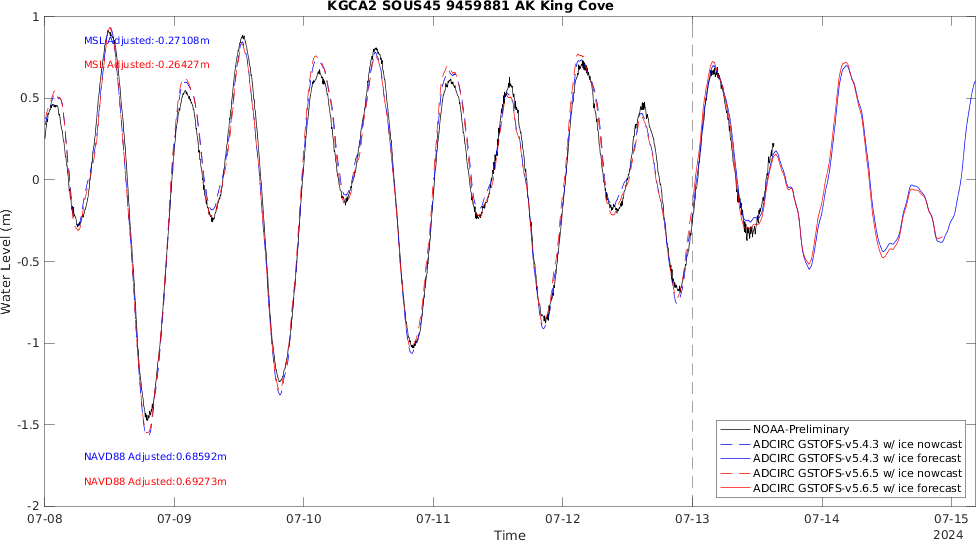 KGCA2 SOUS45 9459881 AK King Cove
MSL Adjusted:-0.27108m
MSL Adjusted:-0.26427m
Water Level (m)
1
0.5
0
-0.5
-1
-1.5
-2
NAVD88 Adjusted:0.68592m
NAVD88 Adjusted:0.69273m
NOAA-Preliminary
ADCIRC GSTOFS-v5.4.3 w/ ice nowcast
ADCIRC GSTOFS-v5.4.3 w/ ice forecast
ADCIRC GSTOFS-v5.6.5 w/ ice nowcast
ADCIRC GSTOFS-v5.6.5 w/ ice forecast
07-08 07-09 07-10 07-11 07-12 07-13 07-14 07-15
Time
2024